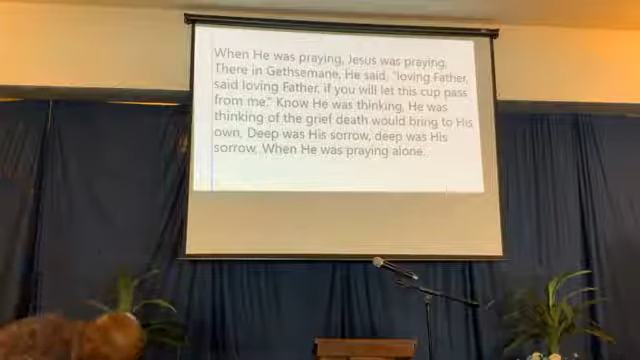 When He was praying, Jesus was praying,
There in Gethsemane, He said, "loving Father,
said loving Father, if you will let this cup pass
from me." Know He was thinking, He was
thinking of the grief death would bring to His
own, Deep was His sorrow, deep was His
sorrow, When He was praying alone.